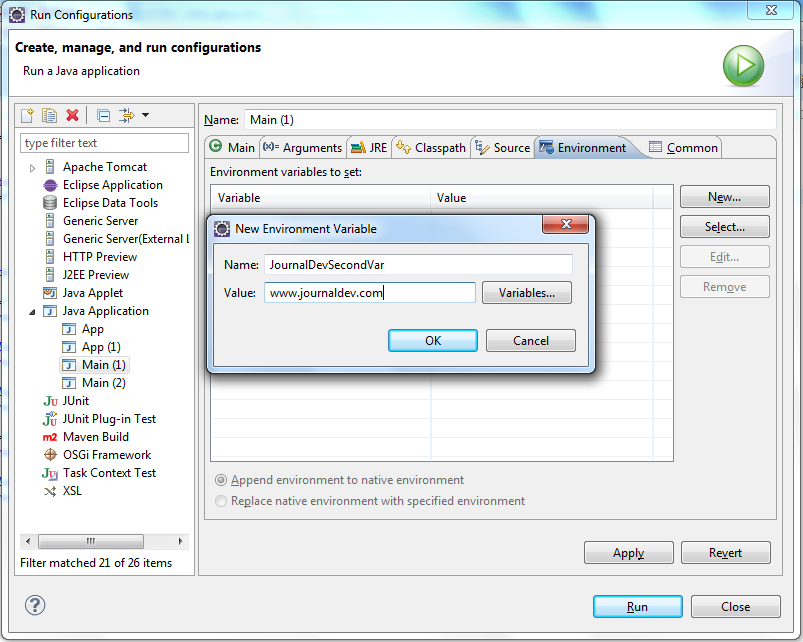 Run Configurations
Create, manage, and run configurations
Run a Java application
type filter text
Apache Tomcat
Eclipse Application
Eclipse Data Tools
Generic Server
Generic Server(External L
HTTP Preview
J2EE Preview
Java Applet
Java Application
App
App (1)
Main (1)
Main (2)
JUnit
JUnit Plug-in Test
Maven Build
OSGi Framework
Task Context Test
XSL
Filter matched 21 of 26 items
Name: Main (1)
Main Arguments JRE Classpath Source Environment Common
Environment variables to set:
Variable Value
New...
Select...
Edit...
Remove
New Environment Variable
Name: JournalDevSecondVar
Value: www.journaldev.com Variables...
OK Cancel
Append environment to native environment
Replace native environment with specified environment
Apply Revert
Run Close